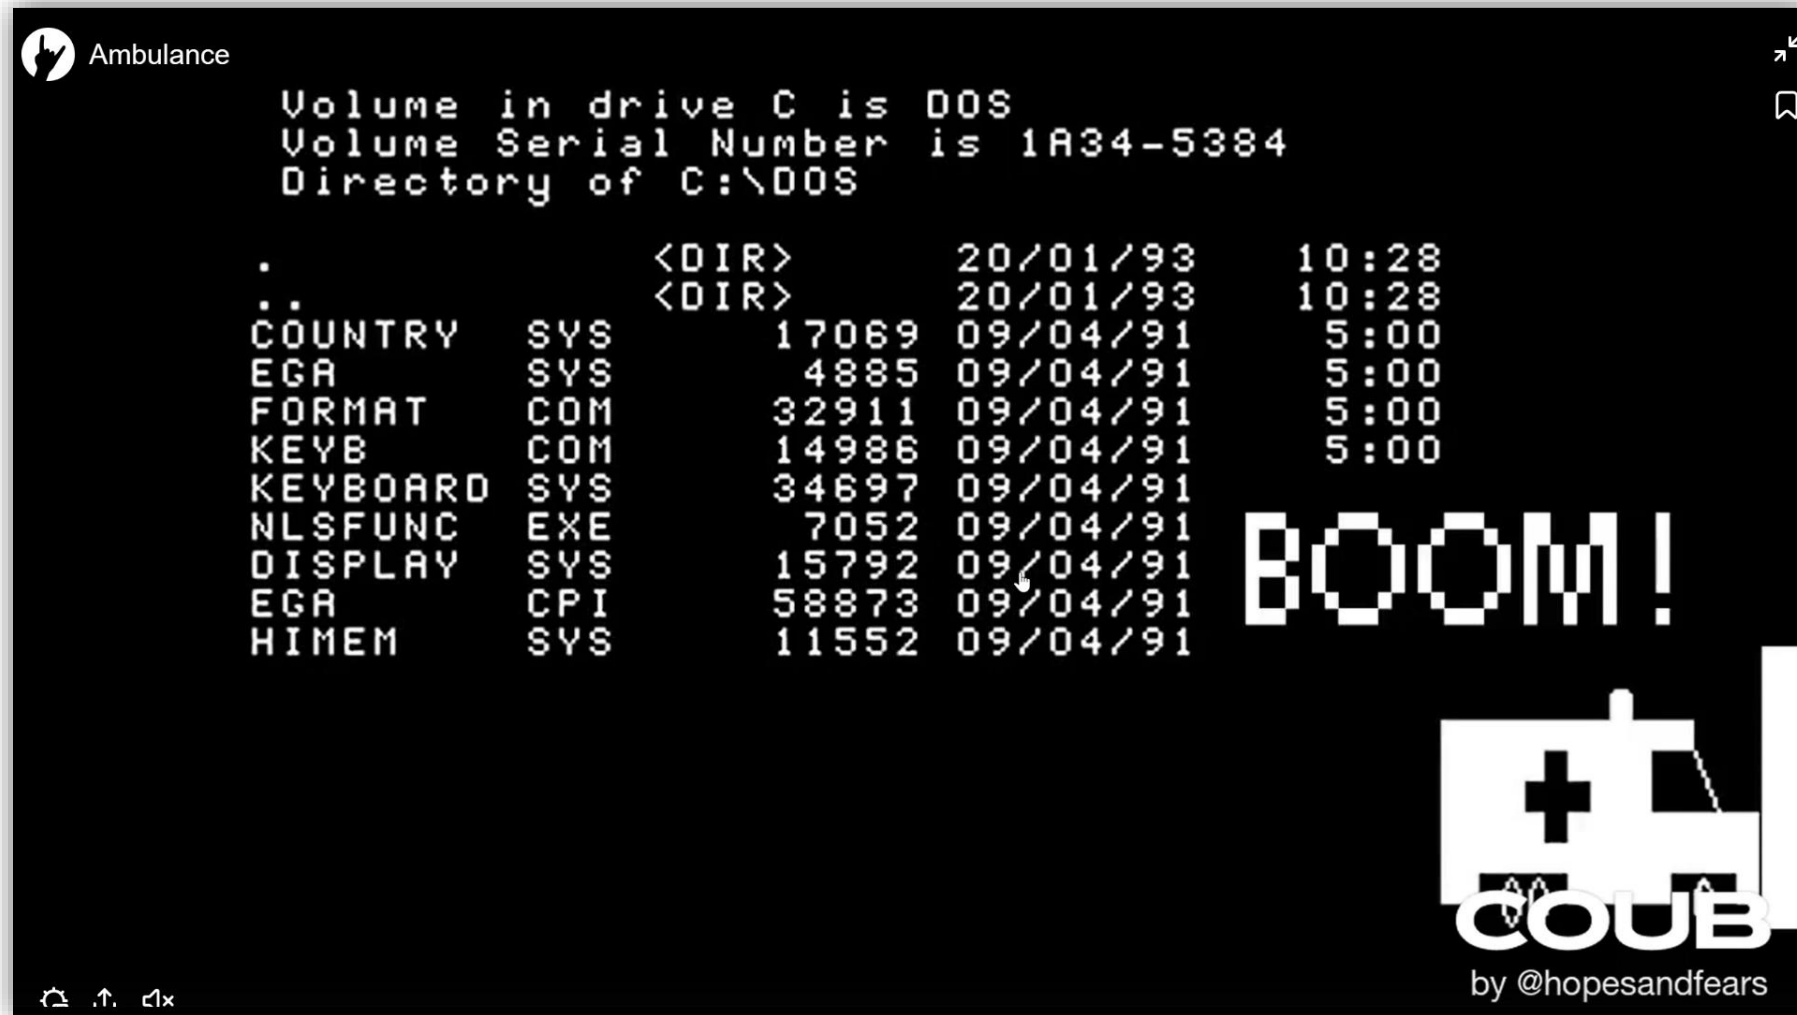 Ambulance
Volume in drive C is DOS
Volume Serial Number is 1A34-5384
Directory of C:\DOS
. <DIR> 20/01/93 10:28
.. <DIR> 20/01/93 10:28
COUNTRY SYS 17069 09/04/91 5:00
EGA SYS 4885 09/04/91 5:00
FORMAT COM 32911 09/04/91 5:00
KEYB COM 14986 09/04/91 5:00
KEYBOARD SYS 34697 09/04/91
NLSFUNC EXE 7052 09/04/91
DISPLAY SYS 15792 09/04/91
EGA CPI 58873 09/04/91
HIMEM SYS 11552 09/04/91
BOOM!
COUB
by @hopesandfears